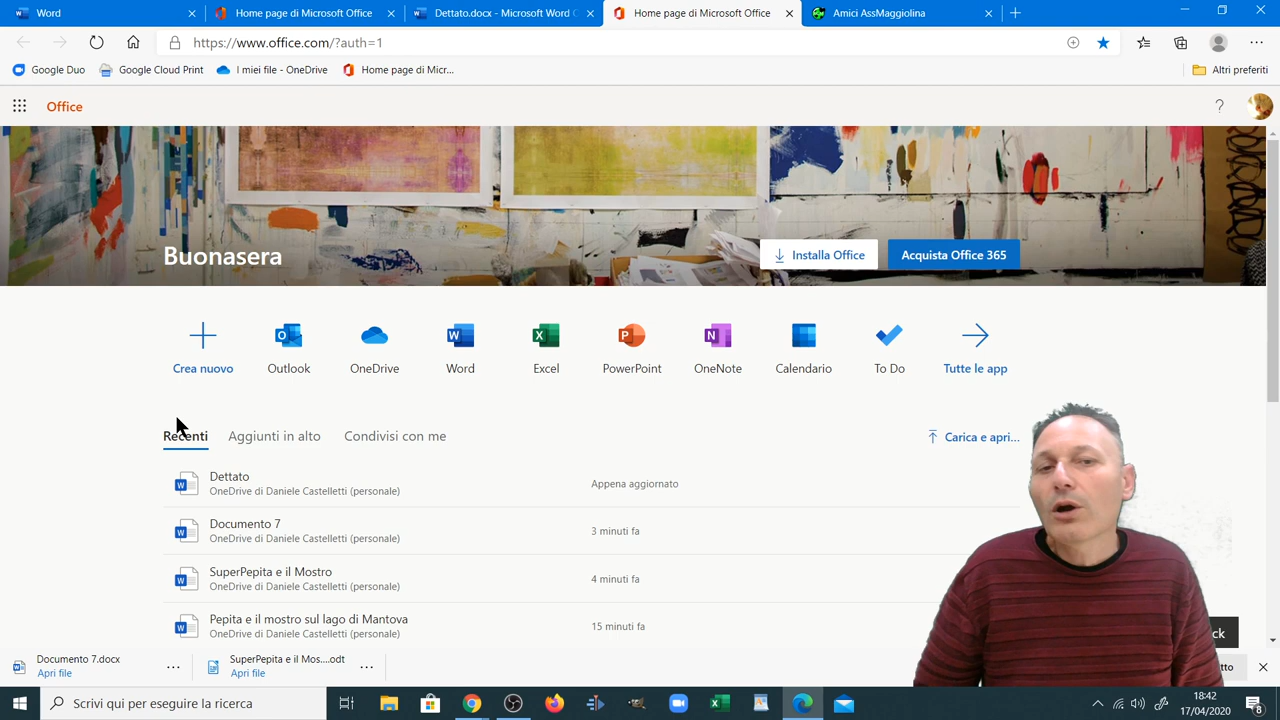 Word
Home page di Microsoft Office
Dettato.docx - Microsoft Word
Home page di Microsoft Office
Amici AssMaggiolina
https://www.office.com/?auth=1
Google Duo
Google Cloud Print
I miei file - OneDrive
Home page di Micr...
Altri preferiti
Office
?
Buonasera
Installa Office
Acquista Office 365
Crea nuovo
Outlook
OneDrive
Word
Excel
PowerPoint
OneNote
Calendario
To Do
Tutte le app
Recenti
Aggiunti in alto
Condivisi con me
Carica e apri...
Dettato
OneDrive di Daniele Castelletti (personale)
Appena aggiornato
Documento 7
OneDrive di Daniele Castelletti (personale)
3 minuti fa
SuperPepita e il Mostro
OneDrive di Daniele Castelletti (personale)
4 minuti fa
Pepita e il mostro sul lago di Mantova
OneDrive di Daniele Castelletti (personale)
15 minuti fa
Documento 7.docx
Apri file
SuperPepita e il Mos....odt
Apri file
Scrivi qui per eseguire la ricerca
18:42
17/04/2020
8